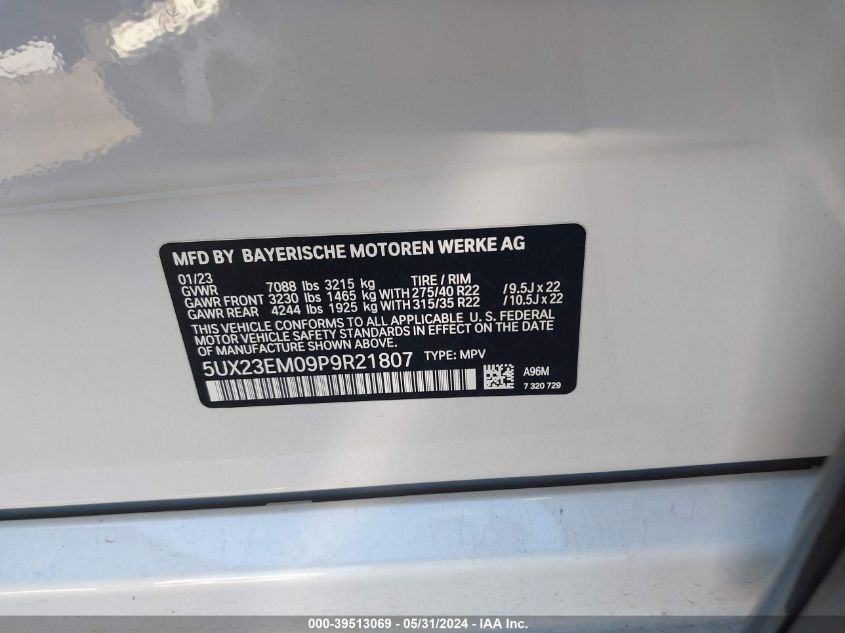 MFD BY BAYERISCHE MOTOREN WERKE AG
01/23
GVWR 7088 lbs 3215 kg TIRE / RIM
GAWR FRONT 3230 lbs 1465 kg WITH 275/40 R22 /9.5J x 22
GAWR REAR 4244 lbs 1925 kg WITH 315/35 R22 /10.5J x 22
THIS VEHICLE CONFORMS TO ALL APPLICABLE U. S. FEDERAL
MOTOR VEHICLE SAFETY STANDARDS IN EFFECT ON THE DATE
OF MANUFACTURE SHOWN ABOVE.
5UX23EM09P9R21807 TYPE: MPV
A96M
7 320 729
000-39513069 - 05/31/2024 - IAA Inc.